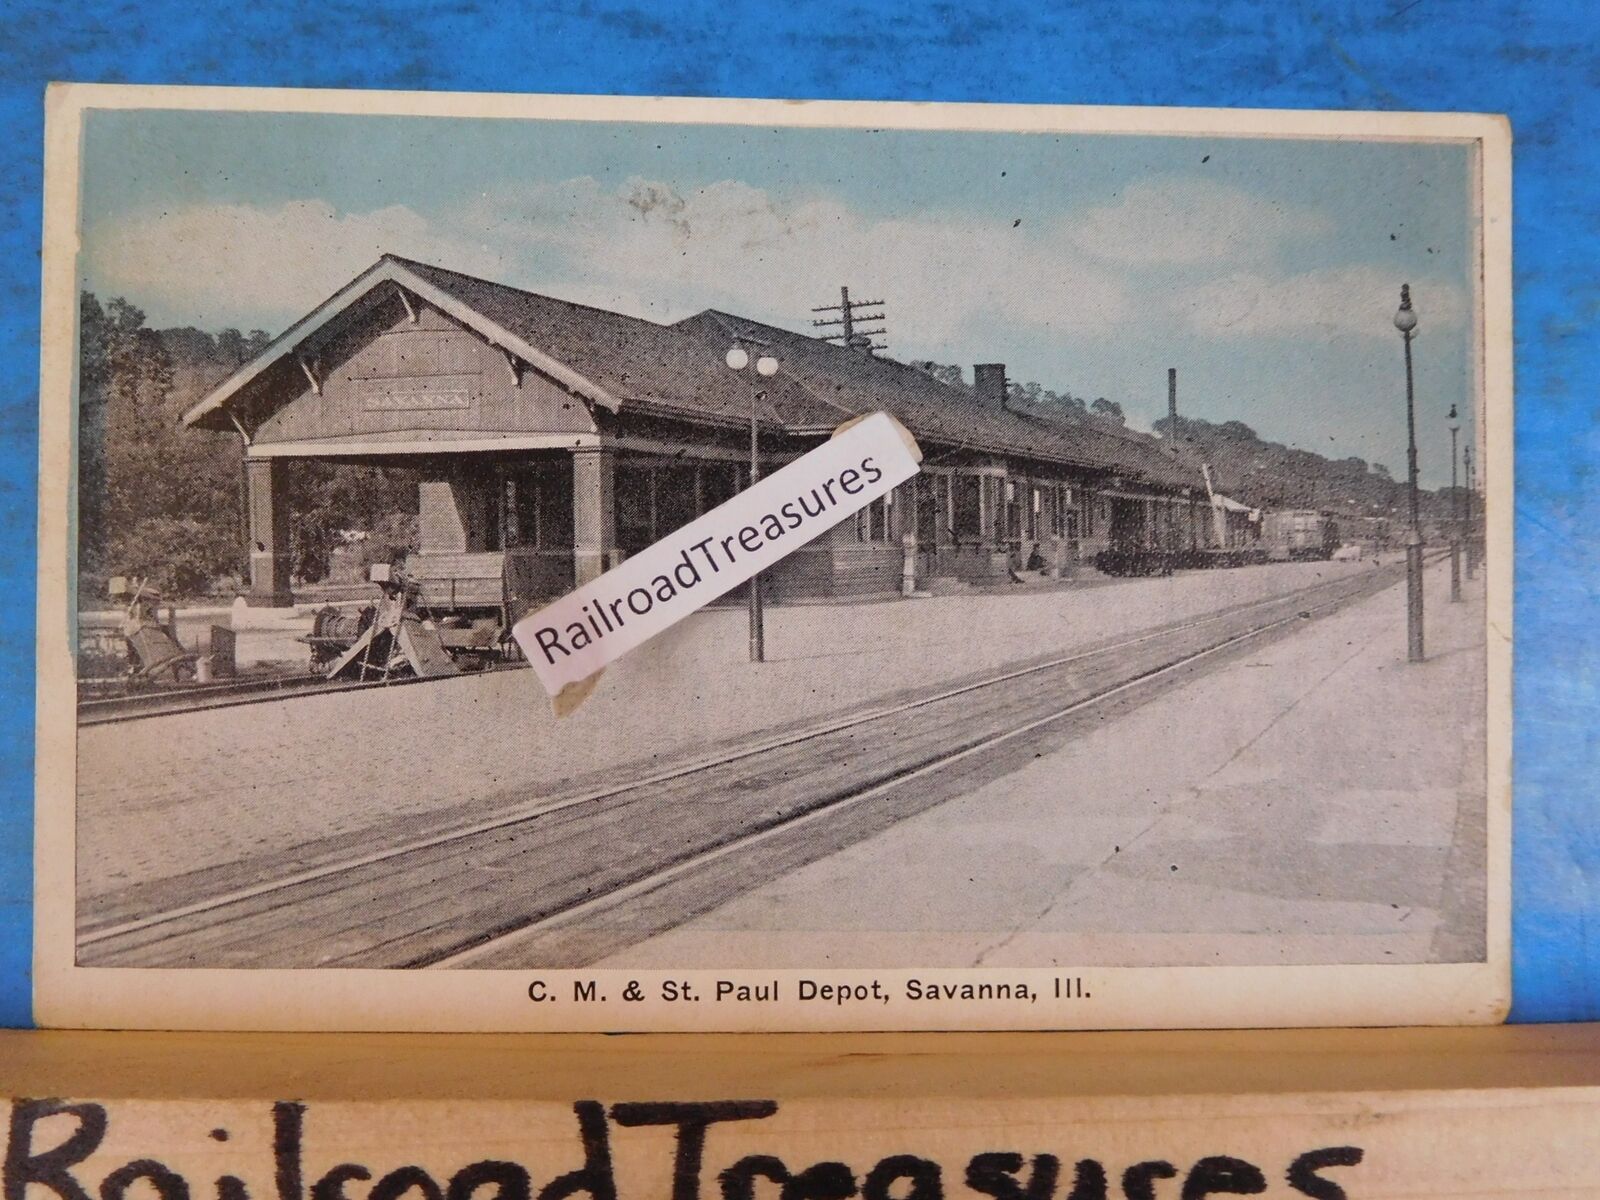 SAVANNA
RailroadTreasures
C. M. & St. Paul Depot, Savanna, Ill.
RailroadTreasures